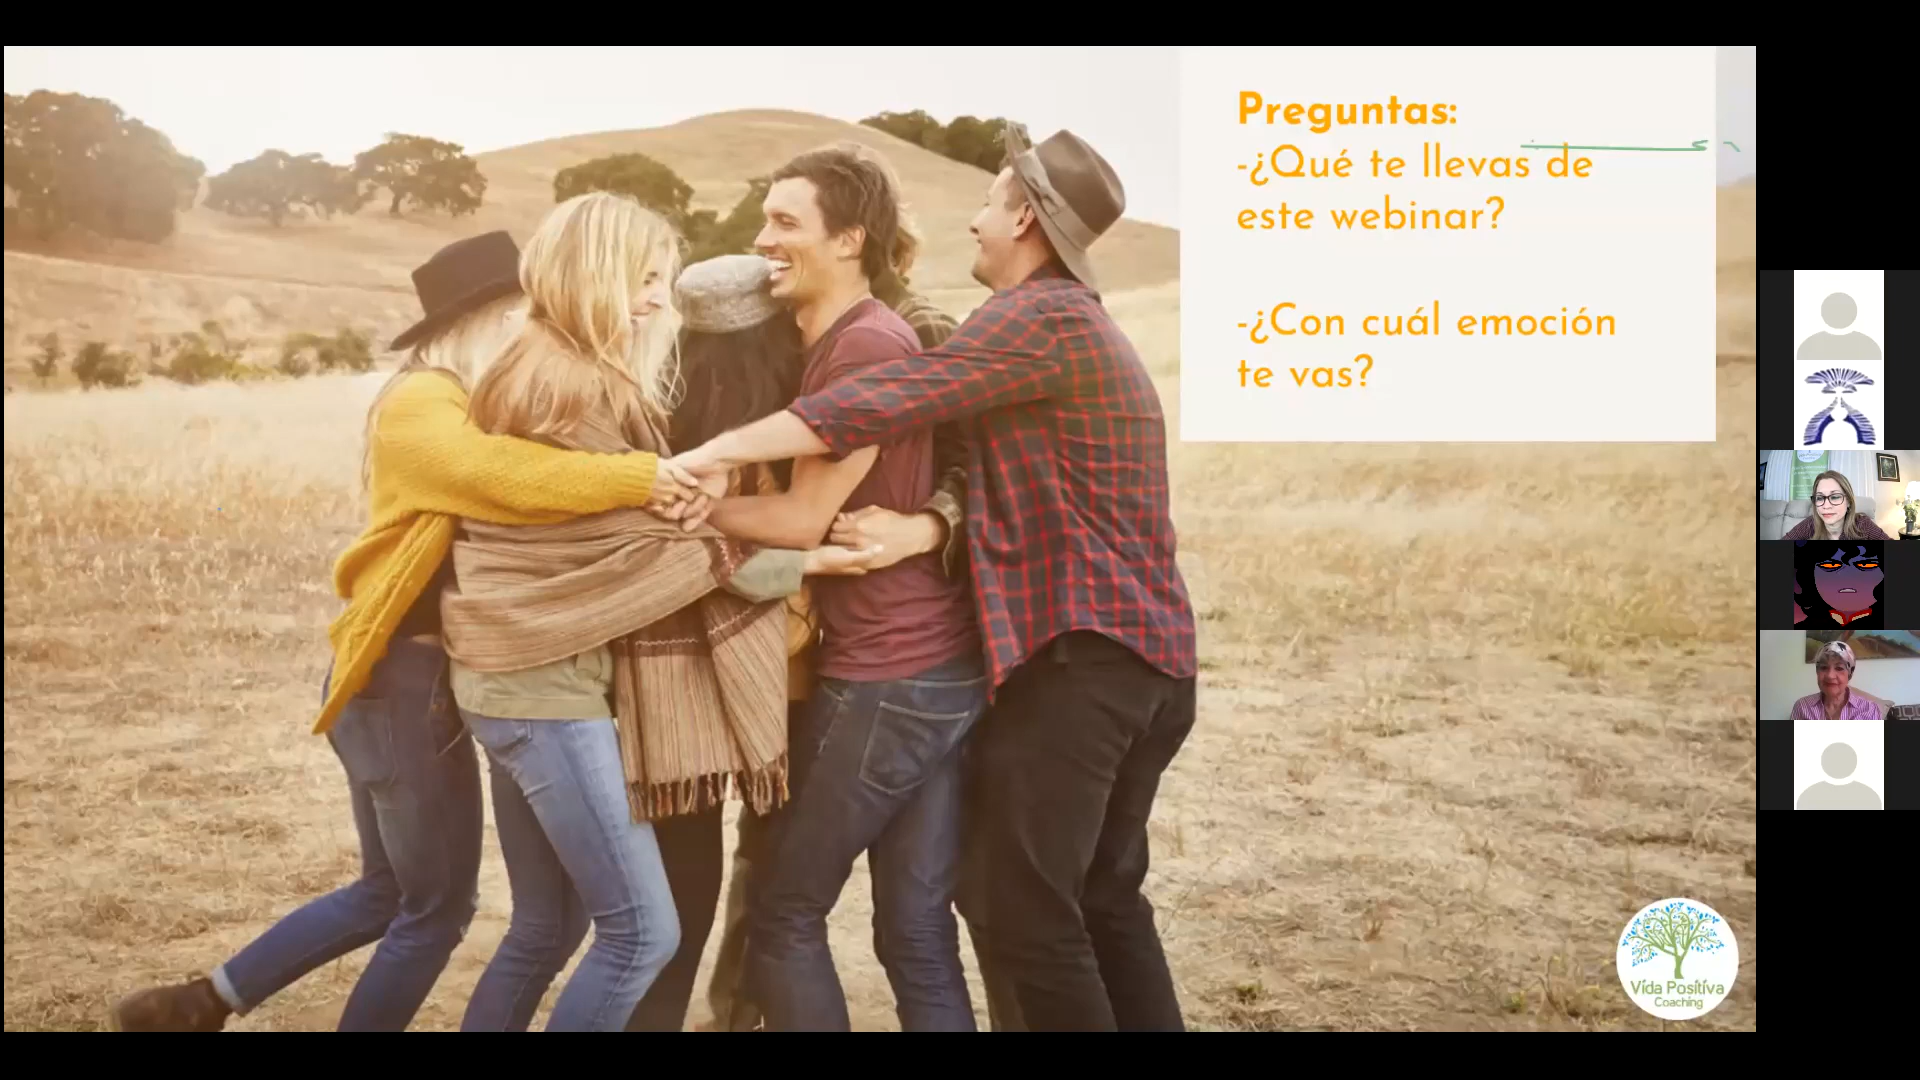 Preguntas:
-¿Qué te llevas de
este webinar?
-¿Con cuál emoción
te vas?
Vida Positiva
Coaching